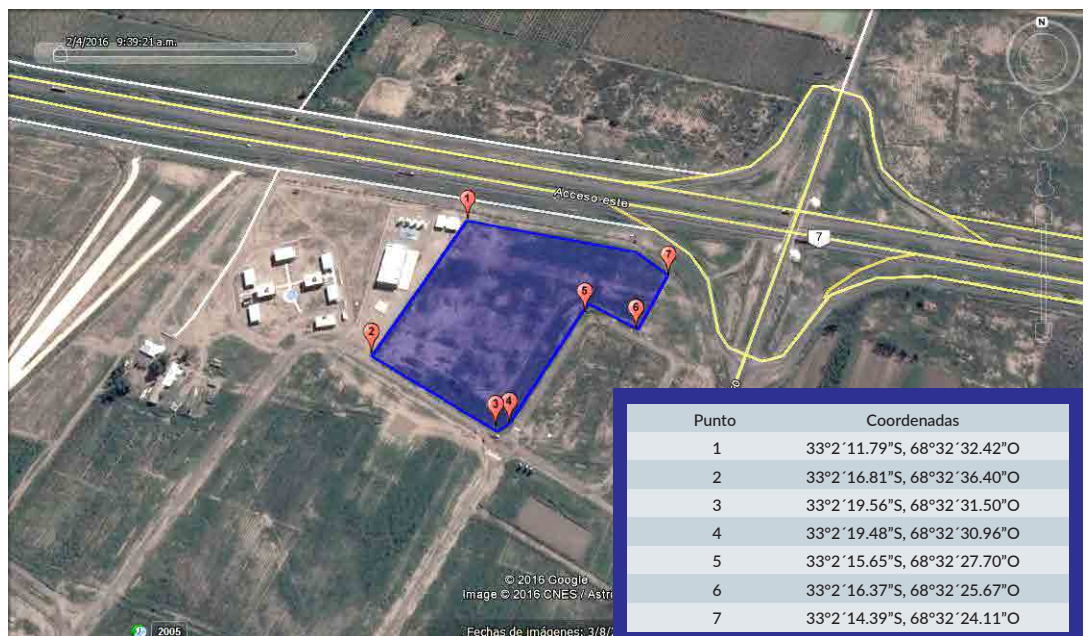 2/4/2016 9:39:21 a.m.
N
Acceso este
7
1
2
3
4
5
6
7
© 2016 Google
Image © 2016 CNES / Astri
2005
Fechas de imágenes: 3/8/2
Punto Coordenadas
1 33°2´11.79”S, 68°32´32.42”O
2 33°2´16.81”S, 68°32´36.40”O
3 33°2´19.56”S, 68°32´31.50”O
4 33°2´19.48”S, 68°32´30.96”O
5 33°2´15.65”S, 68°32´27.70”O
6 33°2´16.37”S, 68°32´25.67”O
7 33°2´14.39”S, 68°32´24.11”O